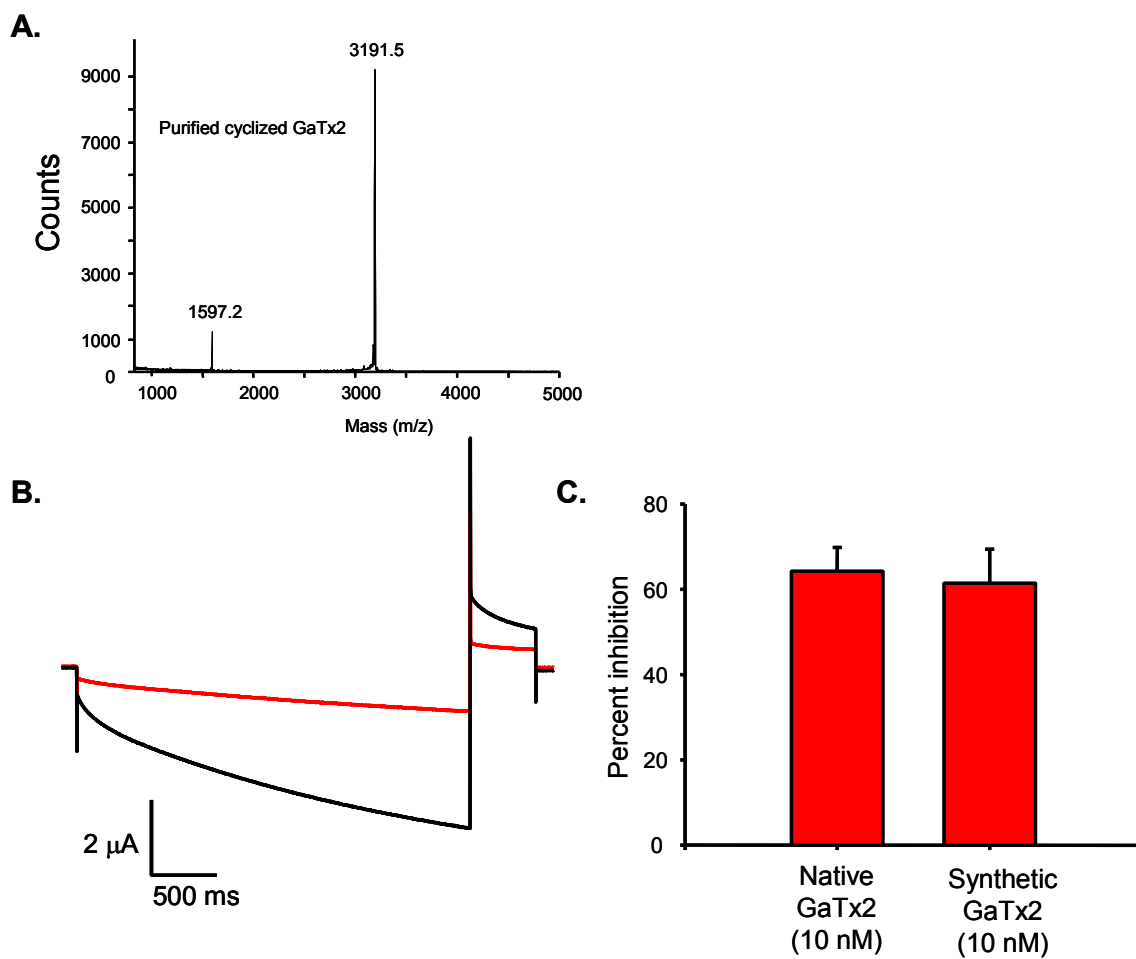 A.
3191.5
9000
Purified cyclized GaTx2
7000
Counts
5000
3000
1597.2
1000
0
1000 2000 3000 4000 5000
Mass (m/z)
B.
2 μA
500 ms
C.
80
60
40
20
0
Percent inhibition
Native
GaTx2
(10 nM)
Synthetic
GaTx2
(10 nM)